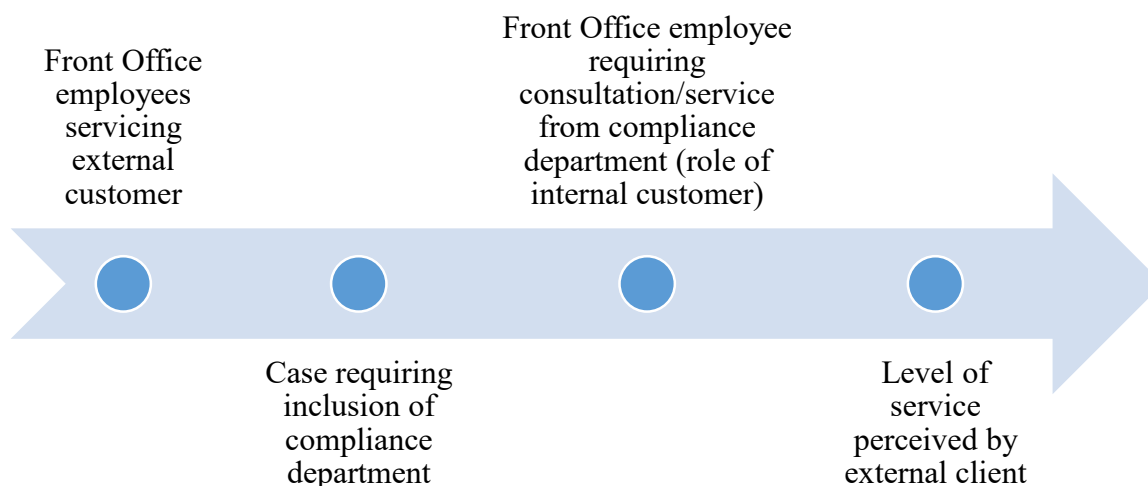 Front Office
employees
servicing
external
customer
Case requiring
inclusion of
compliance
department
Front Office employee
requiring
consultation/service
from compliance
department (role of
internal customer)
Level of
service
perceived by
external client